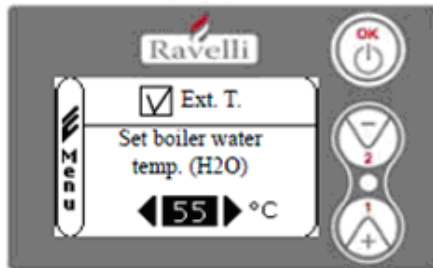 Ravelli
OK
Ext. T.
Set boiler water
temp. (H2O)
55 °C
Menu
2
1